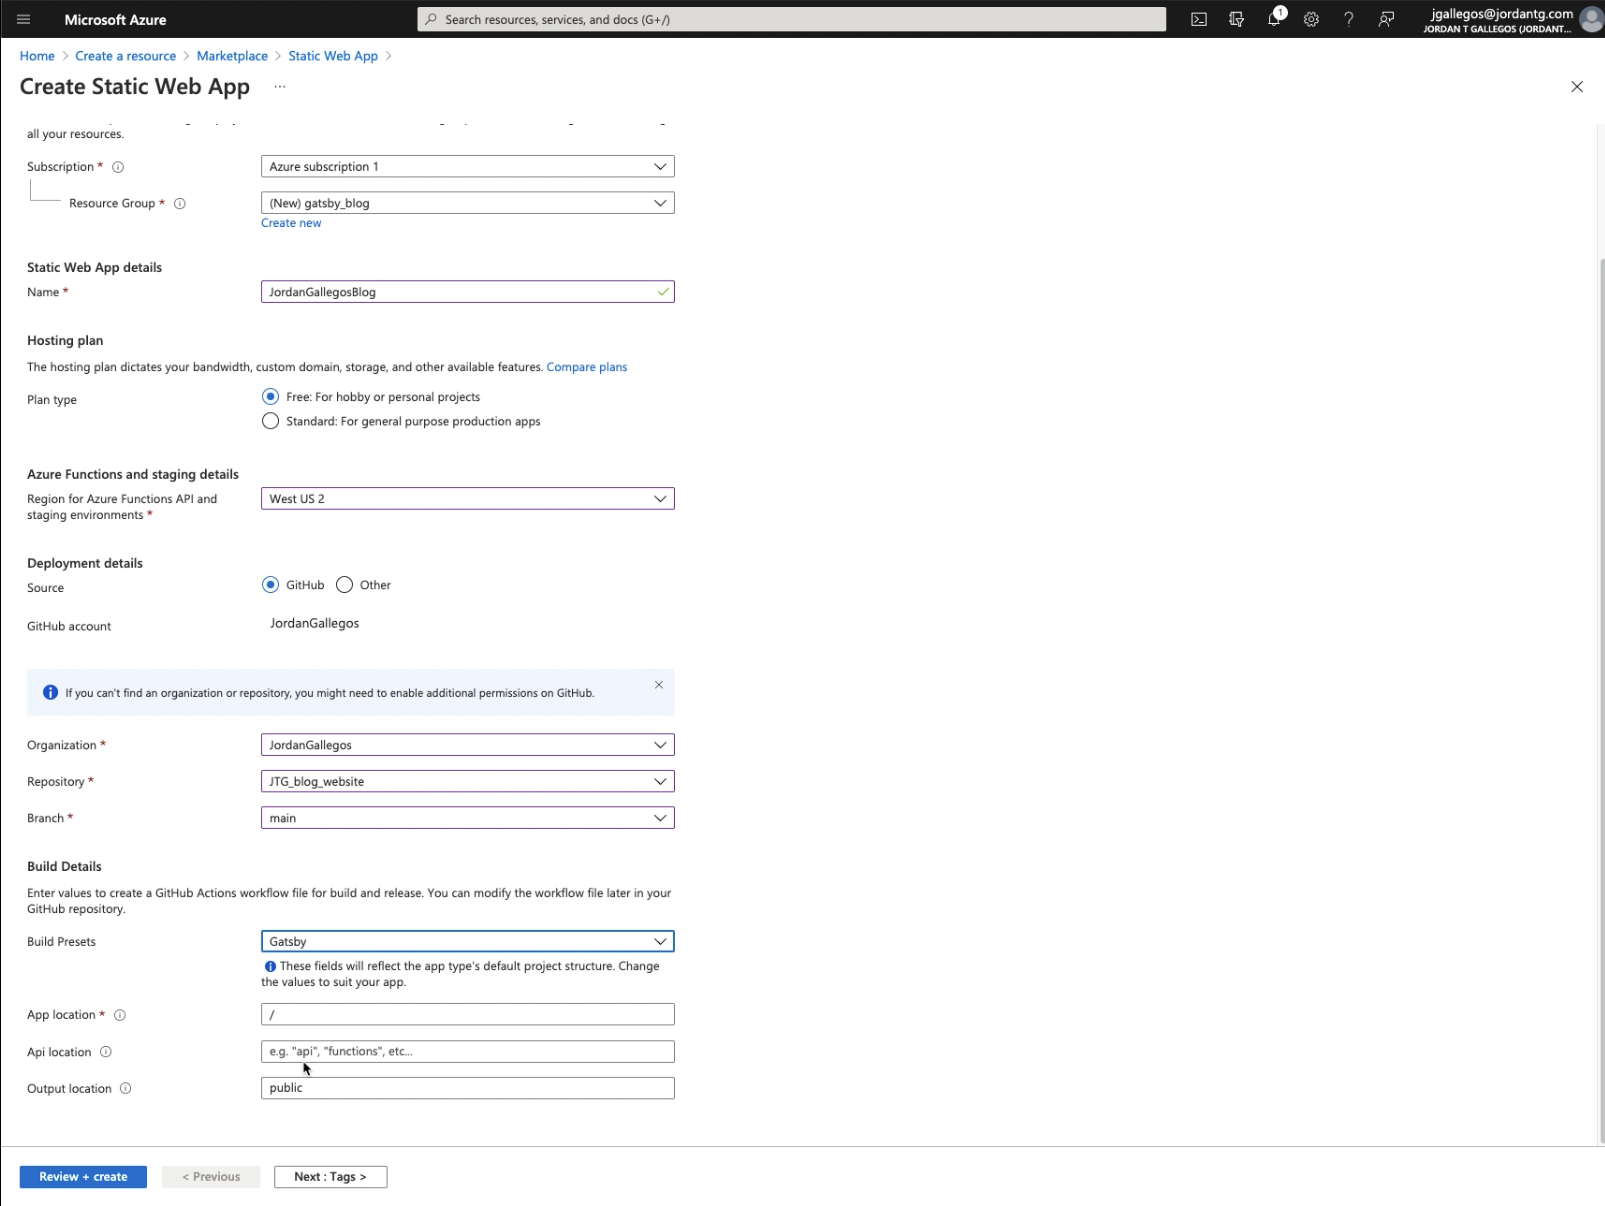 Microsoft Azure
Search resources, services, and docs (G+/)
1
jgallegos@jordantg.com
JORDAN T GALLEGOS (JORDANT...
Home > Create a resource > Marketplace > Static Web App >
Create Static Web App ...
all your resources.
Subscription *
Azure subscription 1
Resource Group *
(New) gatsby_blog
Create new
Static Web App details
Name *
JordanGallegosBlog
Hosting plan
The hosting plan dictates your bandwidth, custom domain, storage, and other available features. Compare plans
Plan type
Free: For hobby or personal projects
Standard: For general purpose production apps
Azure Functions and staging details
Region for Azure Functions API and
staging environments *
West US 2
Deployment details
Source
GitHub
Other
GitHub account
JordanGallegos
If you can't find an organization or repository, you might need to enable additional permissions on GitHub.
Organization *
JordanGallegos
Repository *
JTG_blog_website
Branch *
main
Build Details
Enter values to create a GitHub Actions workflow file for build and release. You can modify the workflow file later in your
GitHub repository.
Build Presets
Gatsby
These fields will reflect the app type's default project structure. Change
the values to suit your app.
App location *
/
Api location
e.g. "api", "functions", etc...
Output location
public
Review + create
< Previous
Next : Tags >